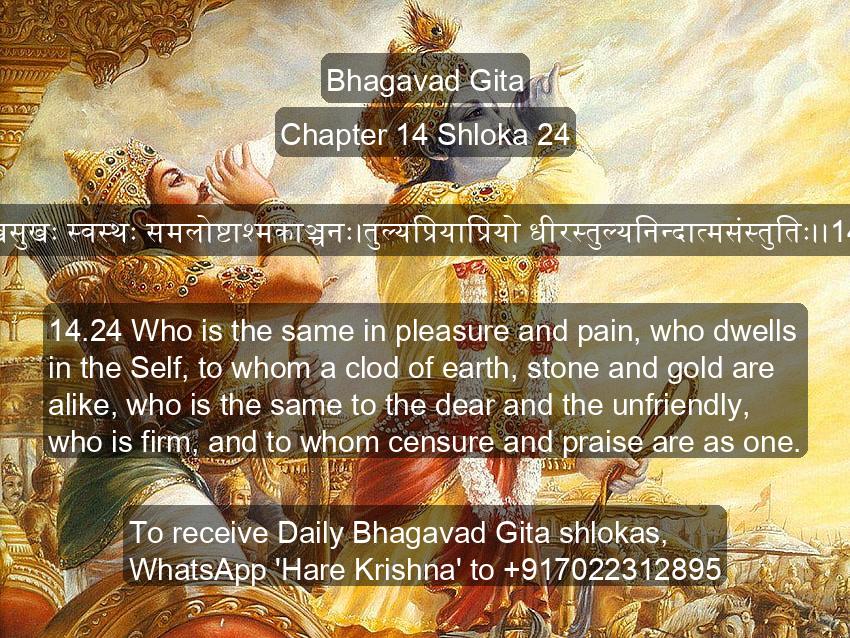 Bhagavad Gita
Chapter 14 Shloka 24
स्वस्थः समलोष्टाश्मकाञ्चनः।तुल्यप्रियाप्रियो धीरस्तुल्यनिन्दात्मसंस्तुतिः।।
14.24 Who is the same in pleasure and pain, who dwells
in the Self, to whom a clod of earth, stone and gold are
alike, who is the same to the dear and the unfriendly,
who is firm, and to whom censure and praise are as one.
To receive Daily Bhagavad Gita shlokas,
WhatsApp 'Hare Krishna' to +917022312895